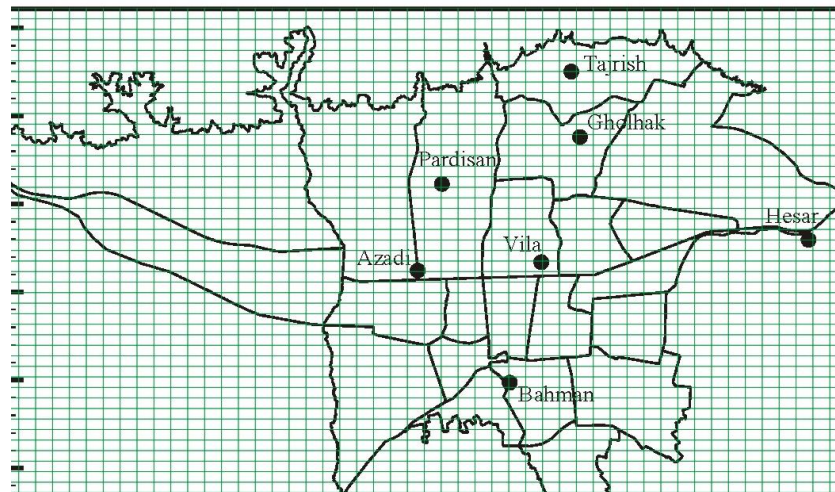 Tajrish
Gholhak
Pardisan
Hesar
Vila
Azadi
Bahman